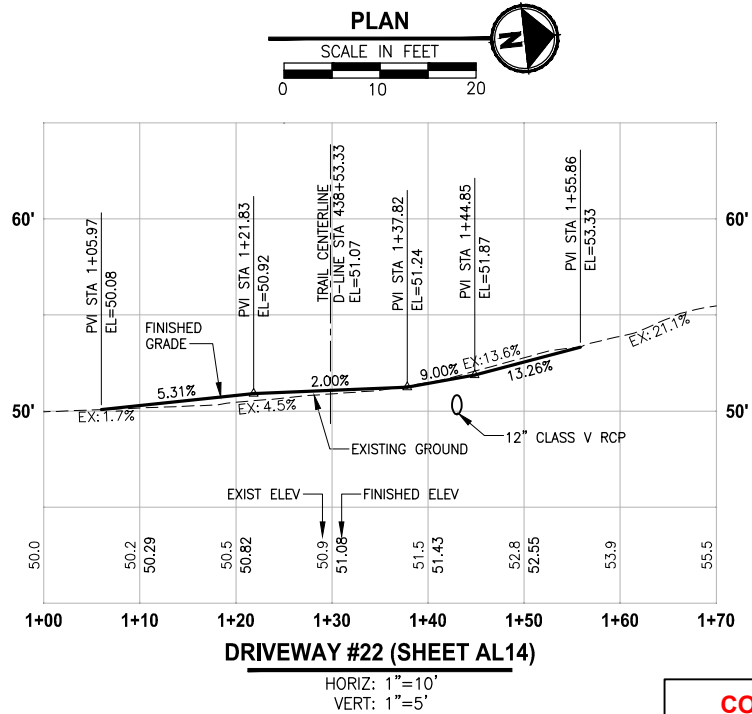 PLAN
SCALE IN FEET
N
0 10 20
PVI STA 1+05.97
EL=50.08
PVI STA 1+21.83
EL=50.92
TRAIL CENTERLINE
D-LINE STA 438+53.33
EL=51.07
PVI STA 1+37.82
EL=51.24
PVI STA 1+44.85
EL=51.87
PVI STA 1+55.86
EL=53.33
60' 60'
FINISHED
GRADE
5.31%
2.00%
9.00%
EX:13.6%
13.26%
EX:21.1%
50' 50'
EX:1.7%
EX:4.5%
EXISTING GROUND
12" CLASS V RCP
EXIST ELEV
FINISHED ELEV
50.0
50.2
50.29
50.5
50.82
50.9
51.08
51.5
51.43
52.8
52.55
53.9
55.5
1+00 1+10 1+20 1+30 1+40 1+50 1+60 1+70
DRIVEWAY #22 (SHEET AL14)
HORIZ: 1"=10'
VERT: 1"=5'
CO